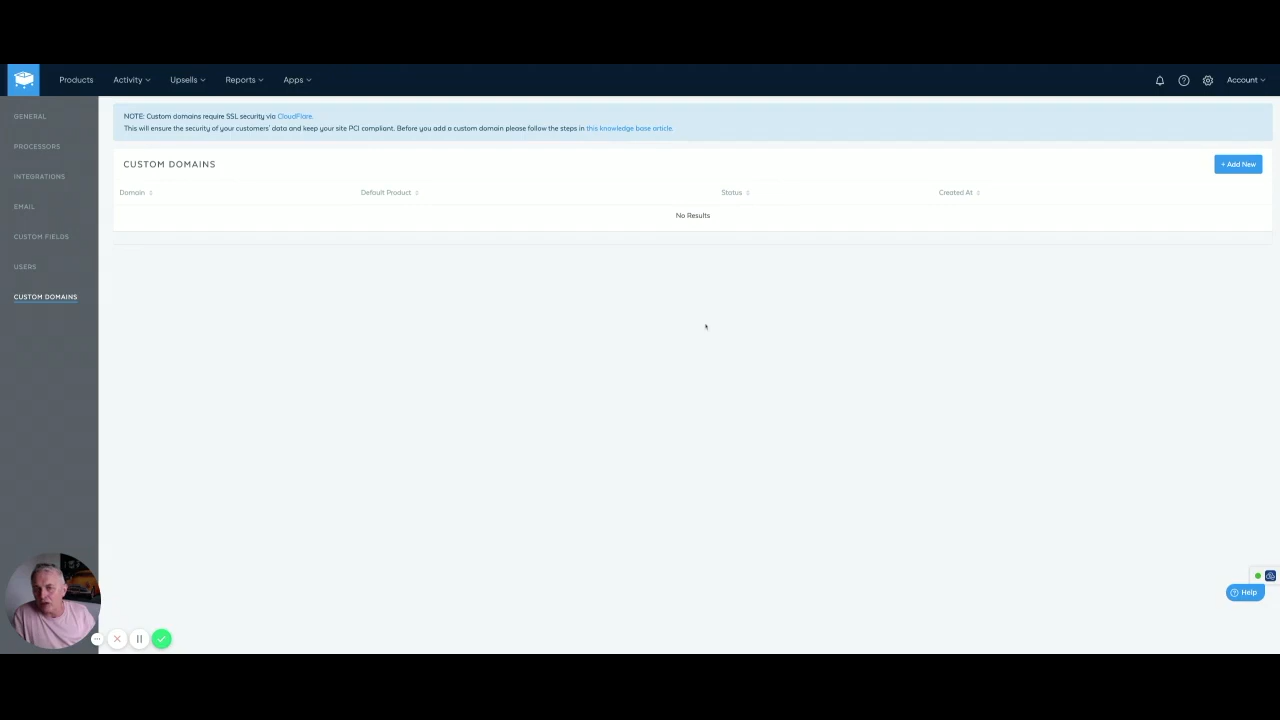 Products
Activity
Upsells
Reports
Apps
Account
GENERAL
PROCESSORS
INTEGRATIONS
EMAIL
CUSTOM FIELDS
USERS
CUSTOM DOMAINS
NOTE: Custom domains require SSL security via CloudFlare.
This will ensure the security of your customers' data and keep your site PCI compliant. Before you add a custom domain please follow the steps in this knowledge base article.
CUSTOM DOMAINS
+ Add New
Domain
Default Product
Status
Created At
No Results
Help